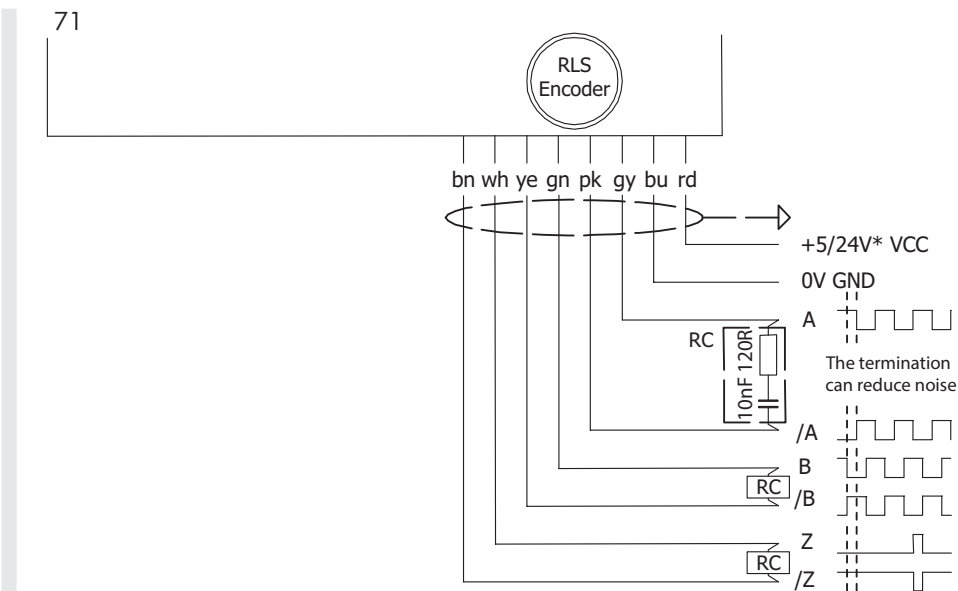 71
RLS
Encoder
bn wh ye gn pk gy bu rd
+5/24V* VCC
0V GND
A
RC
10nF 120R
The termination
can reduce noise
/A
B
RC
/B
Z
RC
/Z